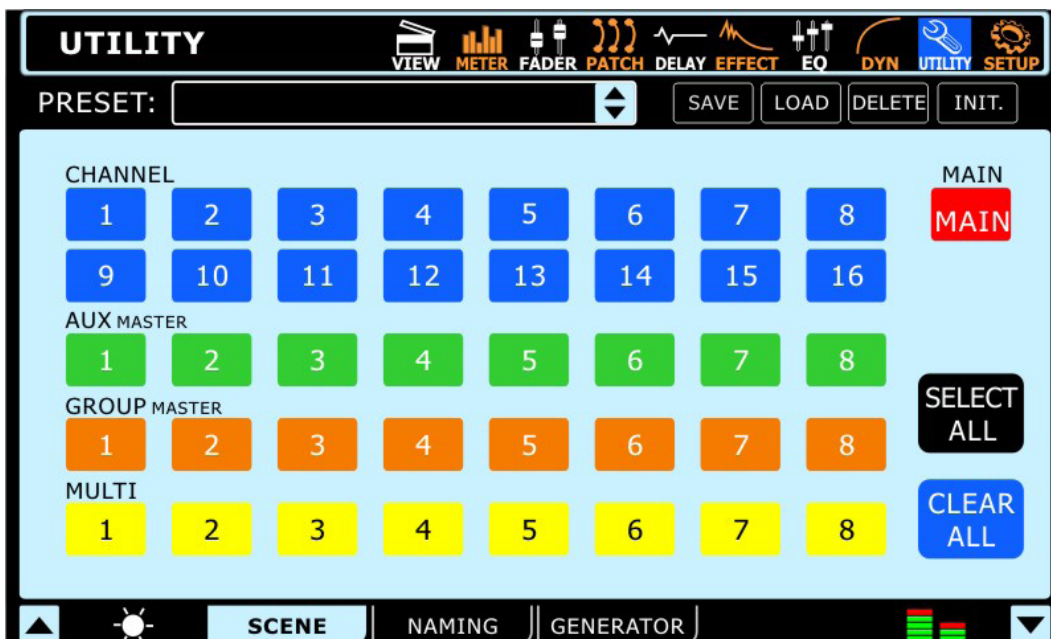 UTILITY
VIEW METER FADER PATCH DELAY EFFECT EQ DYN UTILITY SETUP
PRESET: SAVE LOAD DELETE INIT.
CHANNEL MAIN
1 2 3 4 5 6 7 8 MAIN
9 10 11 12 13 14 15 16
AUX MASTER
1 2 3 4 5 6 7 8
GROUP MASTER
1 2 3 4 5 6 7 8
SELECT ALL
MULTI
1 2 3 4 5 6 7 8
CLEAR ALL
SCENE NAMING GENERATOR